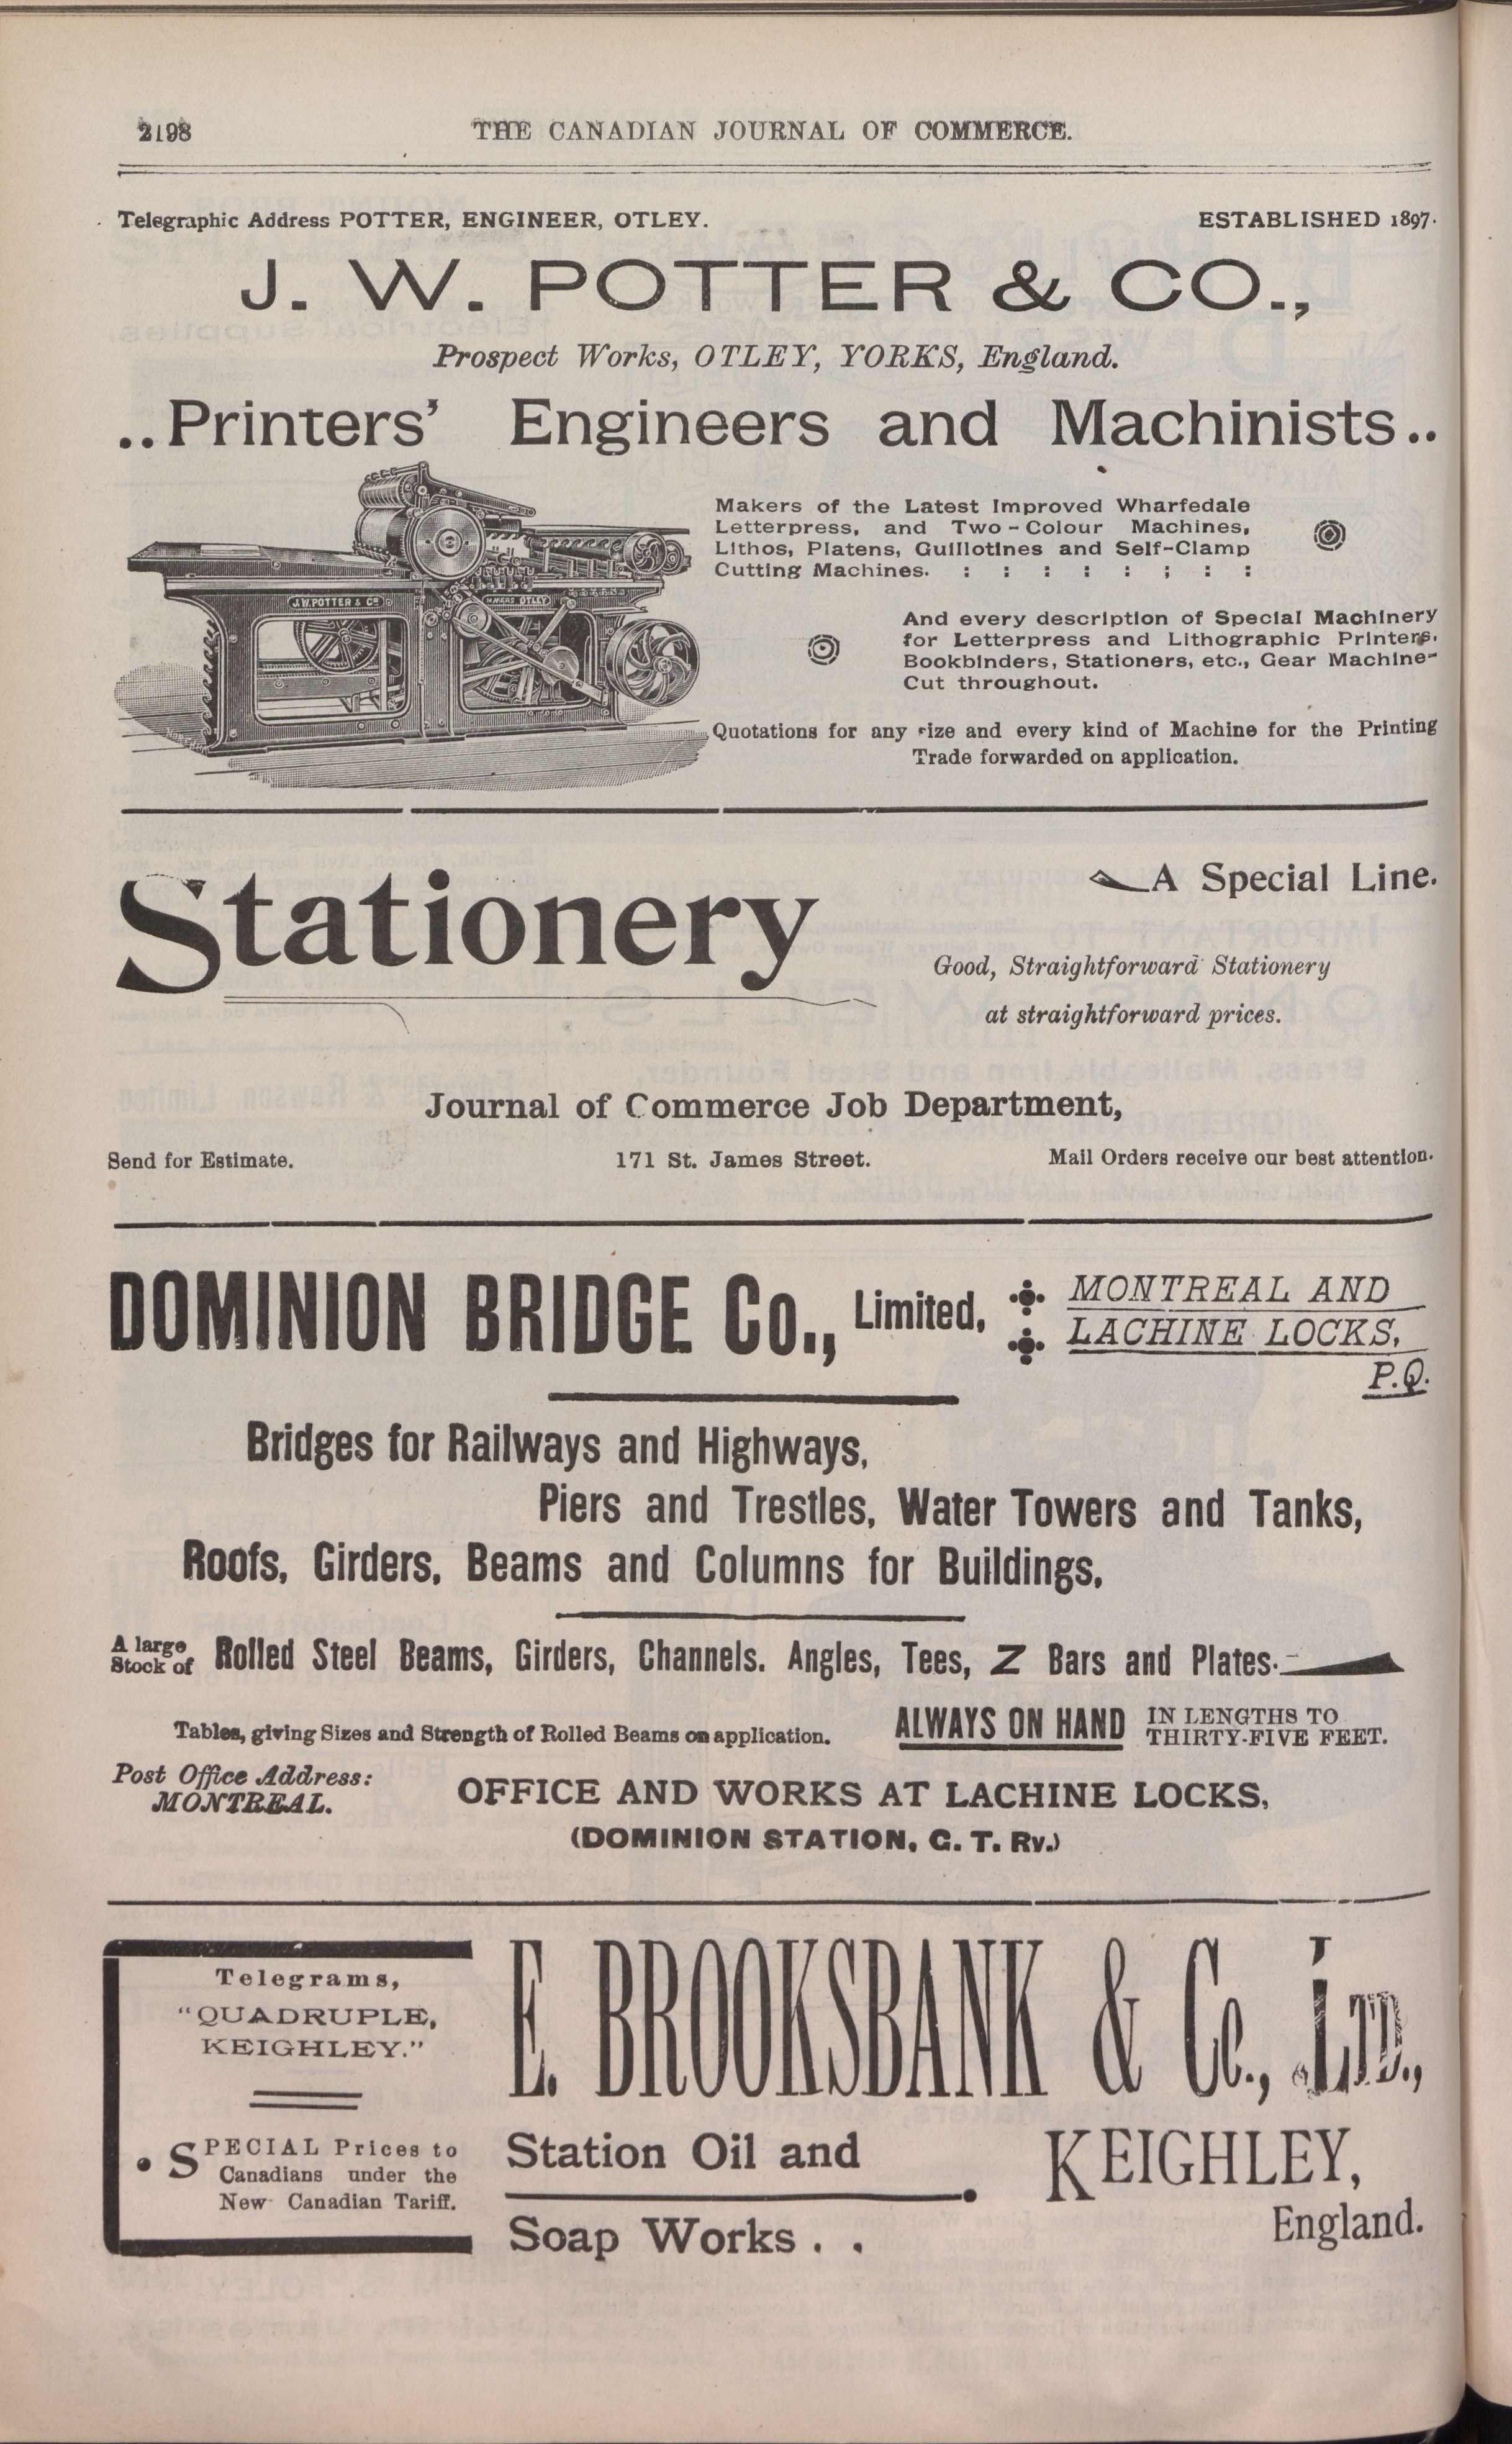 2198
THE CANADIAN JOURNAL OF COMMERCE.
Telegraphic Address POTTER, ENGINEER, OTLEY.
ESTABLISHED 1897.
J. W. POTTER & CO.,
Prospect Works, OTLEY, YORKS, England.
..Printers' Engineers and Machinists..
J.W.POTTER & Co
MAKERS OTLEY
Makers of the Latest Improved Wharfedale
Letterpress, and Two-Colour Machines,
Lithos, Platens, Guillotines and Self-Clamp
Cutting Machines. : : : : : ; : :
And every description of Special Machinery
for Letterpress and Lithographic Printers,
Bookbinders, Stationers, etc., Gear Machine-
Cut throughout.
Quotations for any size and every kind of Machine for the Printing
Trade forwarded on application.
Stationery
A Special Line.
Good, Straightforward Stationery
at straightforward prices.
Journal of Commerce Job Department,
Send for Estimate.
171 St. James Street.
Mail Orders receive our best attention.
DOMINION BRIDGE Co., Limited,
MONTREAL AND
LACHINE LOCKS,
P.Q.
Bridges for Railways and Highways,
Piers and Trestles, Water Towers and Tanks,
Roofs, Girders, Beams and Columns for Buildings,
A large
Stock of
Rolled Steel Beams, Girders, Channels. Angles, Tees, Z Bars and Plates.
Tables, giving Sizes and Strength of Rolled Beams on application.
ALWAYS ON HAND
IN LENGTHS TO
THIRTY-FIVE FEET.
Post Office Address:
MONTREAL.
OFFICE AND WORKS AT LACHINE LOCKS,
(DOMINION STATION, G. T. Ry.)
Telegrams,
"QUADRUPLE,
KEIGHLEY."
SPECIAL Prices to
Canadians under the
New Canadian Tariff.
E. BROOKSBANK & Co., LTD.,
Station Oil and
Soap Works . .
KEIGHLEY,
England.